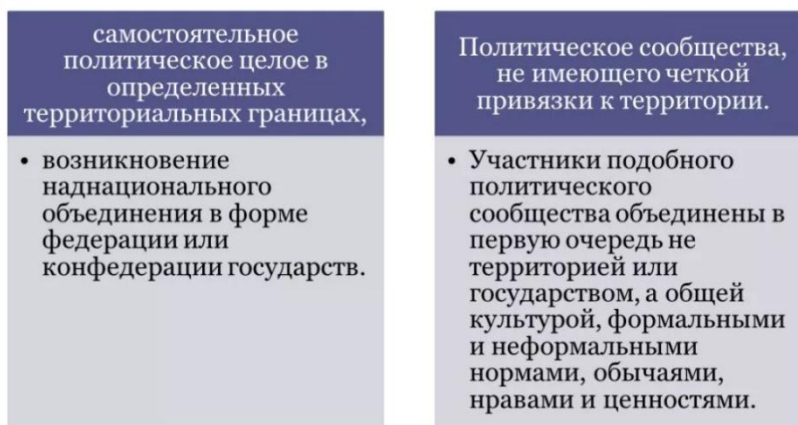 самостоятельное
политическое целое в
определенных
территориальных границах,
• возникновение
наднационального
объединения в форме
федерации или
конфедерации государств.
Политическое сообщества,
не имеющего четкой
привязки к территории.
• Участники подобного
политического
сообщества объединены в
первую очередь не
территорией или
государством, а общей
культурой, формальными
и неформальными
нормами, обычаями,
нравами и ценностями.